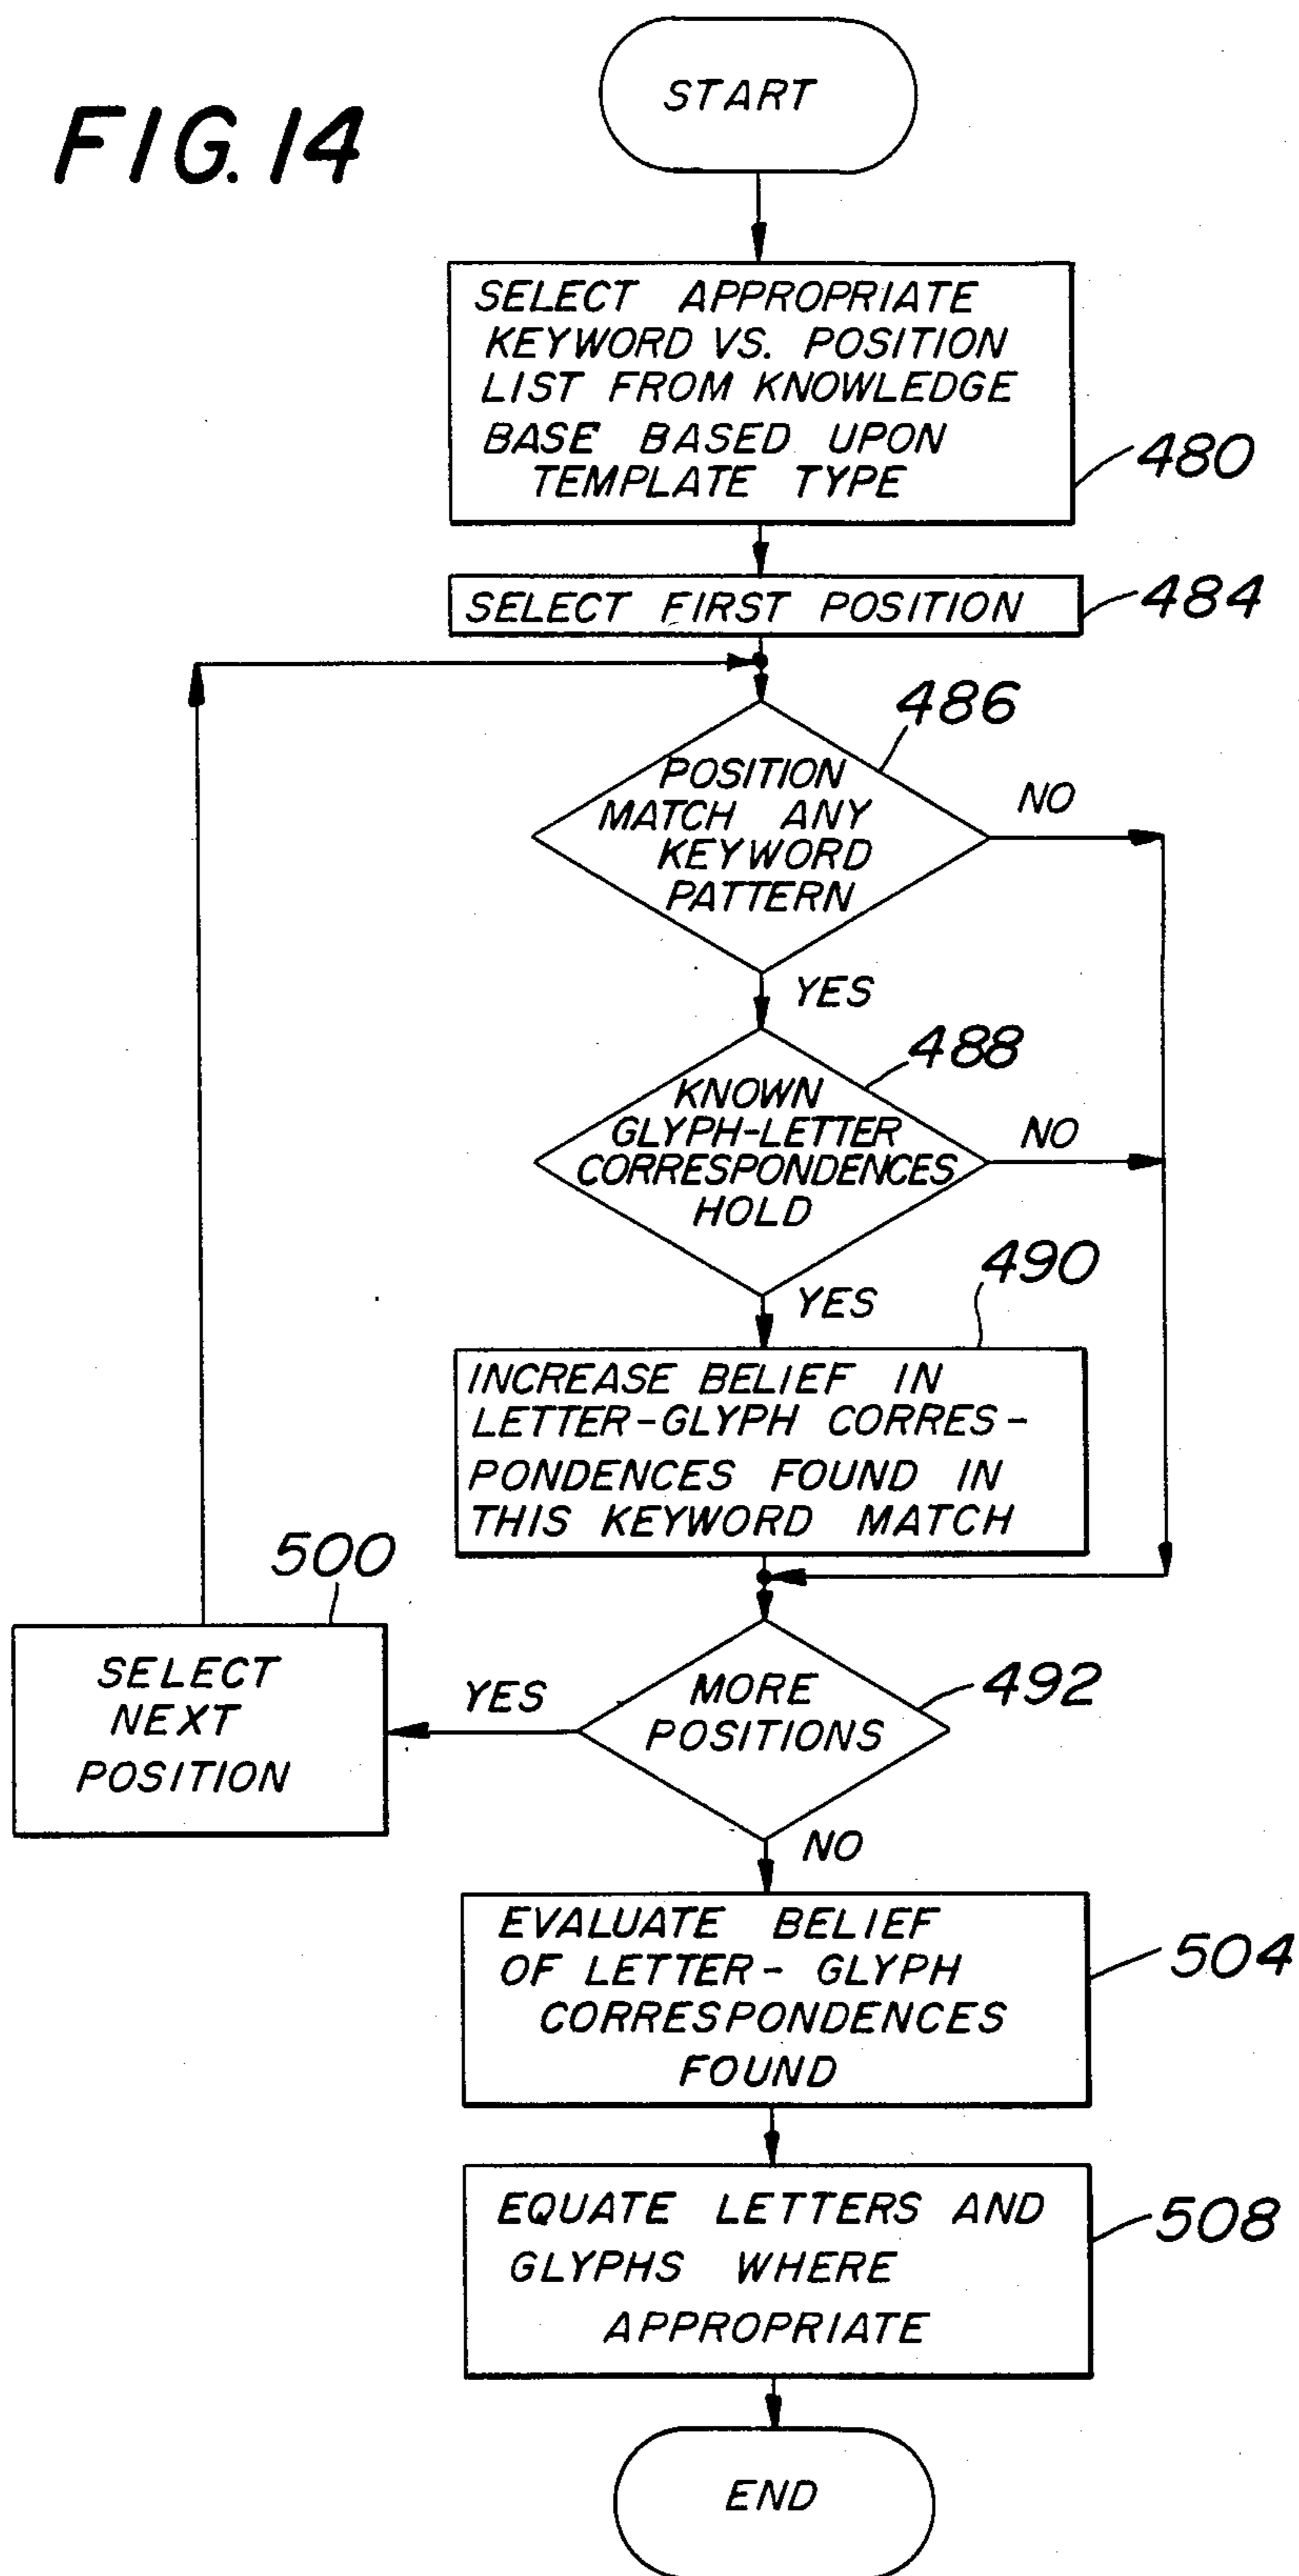 FIG. 14
START
SELECT APPROPRIATE
KEYWORD VS. POSITION
LIST FROM KNOWLEDGE
BASE BASED UPON
TEMPLATE TYPE
480
SELECT FIRST POSITION
484
486
POSITION
MATCH ANY
KEYWORD
PATTERN
NO
YES
488
KNOWN
GLYPH-LETTER
CORRESPONDENCES
HOLD
NO
YES
490
INCREASE BELIEF IN
LETTER-GLYPH CORRES-
PONDENCES FOUND IN
THIS KEYWORD MATCH
500
SELECT
NEXT
POSITION
YES
MORE
POSITIONS
492
NO
EVALUATE BELIEF
OF LETTER- GLYPH
CORRESPONDENCES
FOUND
504
EQUATE LETTERS AND
GLYPHS WHERE
APPROPRIATE
508
END